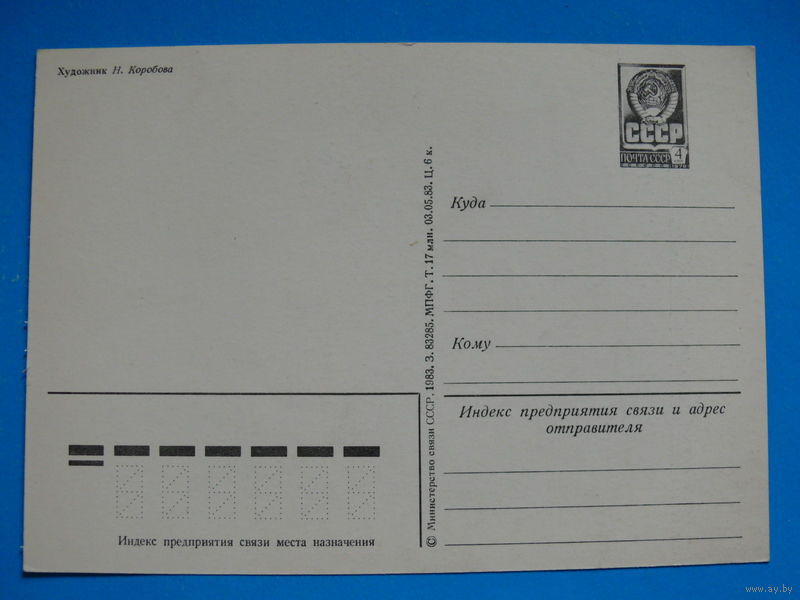 Художник Н. Коробова
СССР
ПОЧТА СССР 4
Куда
Кому
© Министерство связи СССР, 1983. З. 83285. МПФГ. Т. 17 млн. 03.05.83. Ц. 6 к.
Индекс предприятия связи и адрес
отправителя
Индекс предприятия связи места назначения
www.ay.by